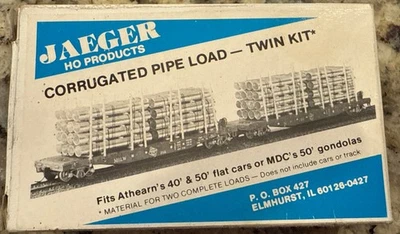 JAEGER
HO PRODUCTS
CORRUGATED PIPE LOAD — TWIN KIT*
Fits Athearn's 40' & 50' flat cars or MDC's 50' gondolas
* MATERIAL FOR TWO COMPLETE LOADS — Does not include cars or track.
P. O. BOX 427
ELMHURST, IL 60126-0427